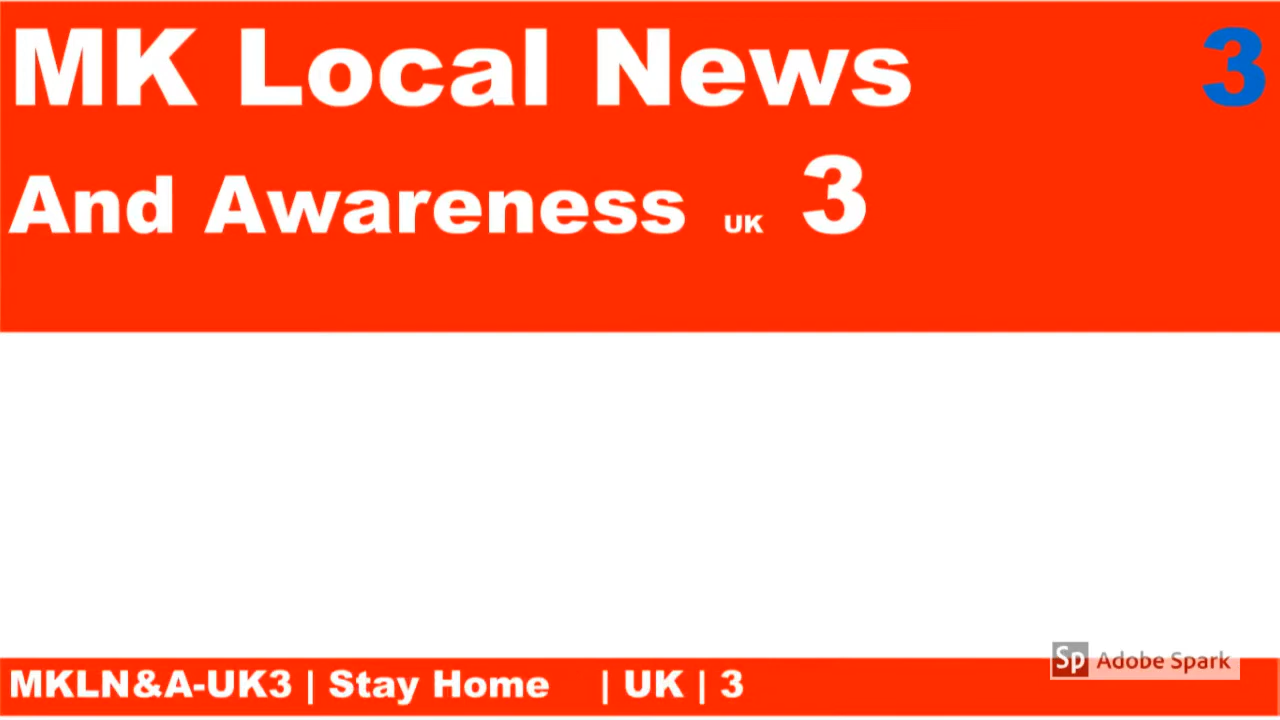 MK Local News 3
And Awareness UK 3
Sp Adobe Spark
MKLN&A-UK3 | Stay Home | UK | 3